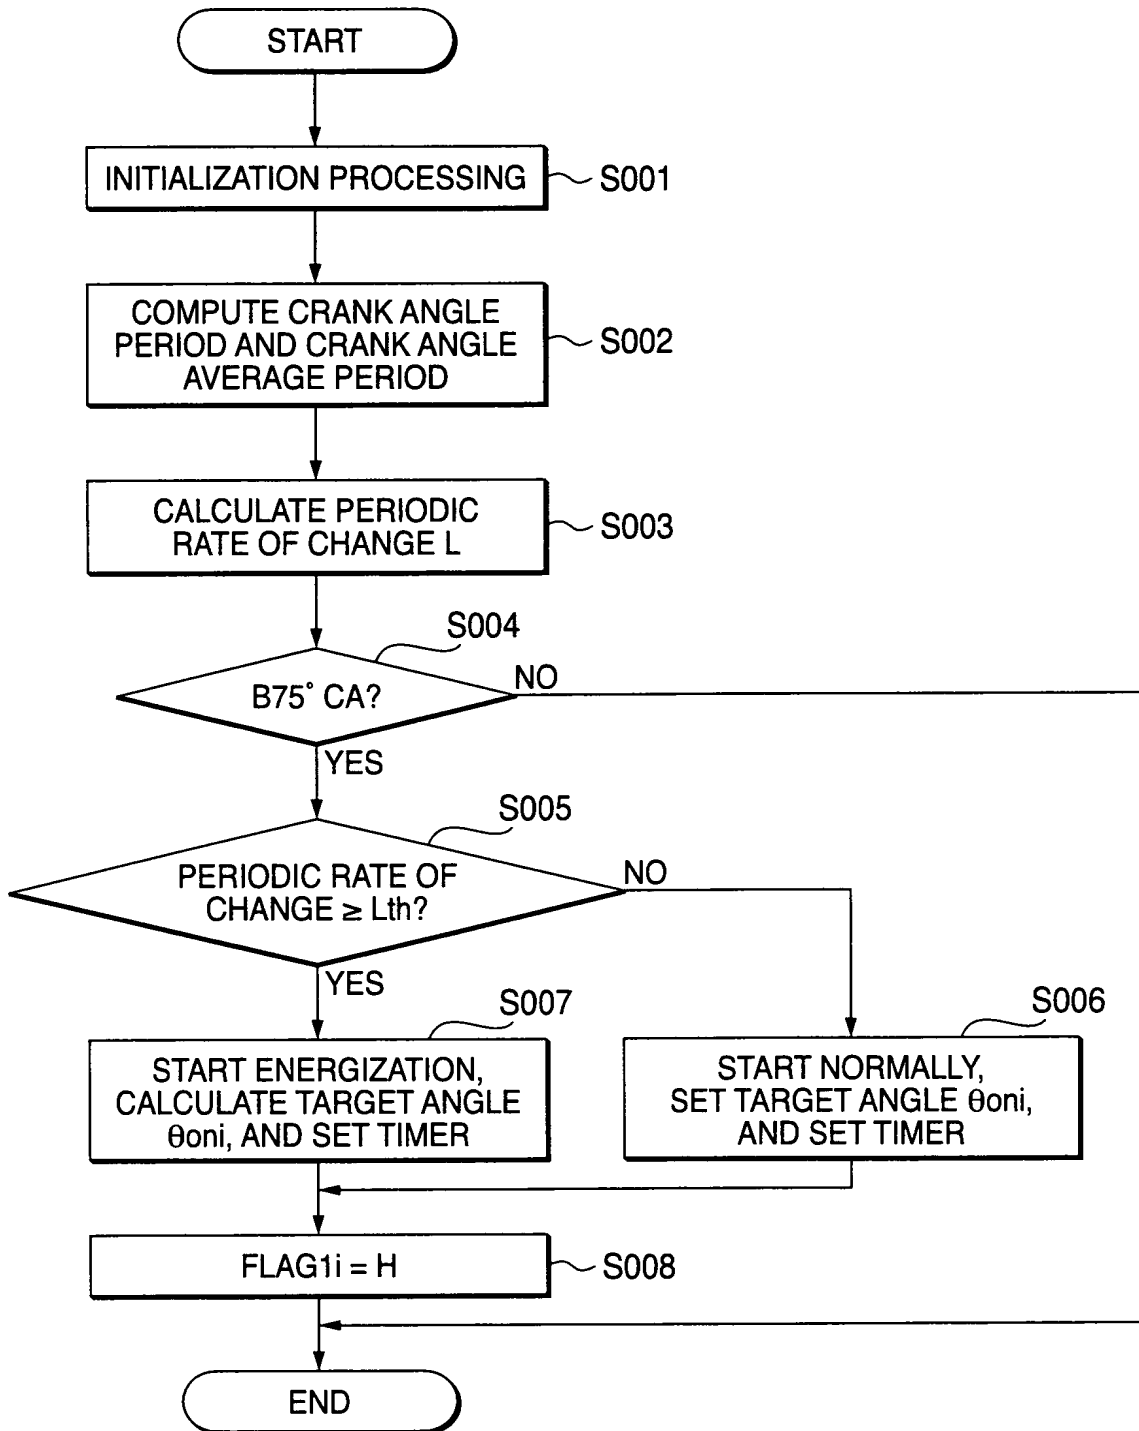 START
INITIALIZATION PROCESSING
S001
COMPUTE CRANK ANGLE
PERIOD AND CRANK ANGLE
AVERAGE PERIOD
S002
CALCULATE PERIODIC
RATE OF CHANGE L
S003
S004
B75° CA?
NO
YES
S005
PERIODIC RATE OF
CHANGE ≥ Lth?
NO
YES
S007
START ENERGIZATION,
CALCULATE TARGET ANGLE
θoni, AND SET TIMER
S006
START NORMALLY,
SET TARGET ANGLE θoni,
AND SET TIMER
FLAG1i = H
S008
END